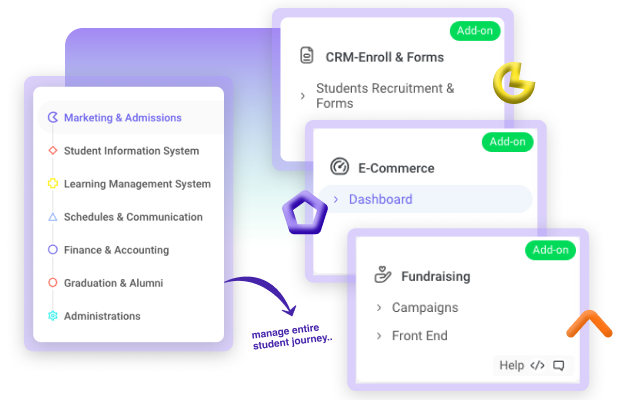 Marketing & Admissions
Student Information System
Learning Management System
Schedules & Communication
Finance & Accounting
Graduation & Alumni
Administrations
manage entire
student journey..
Add-on
CRM-Enroll & Forms
Students Recruitment &
Forms
Add-on
E-Commerce
Dashboard
Add-on
Fundraising
Campaigns
Front End
Help